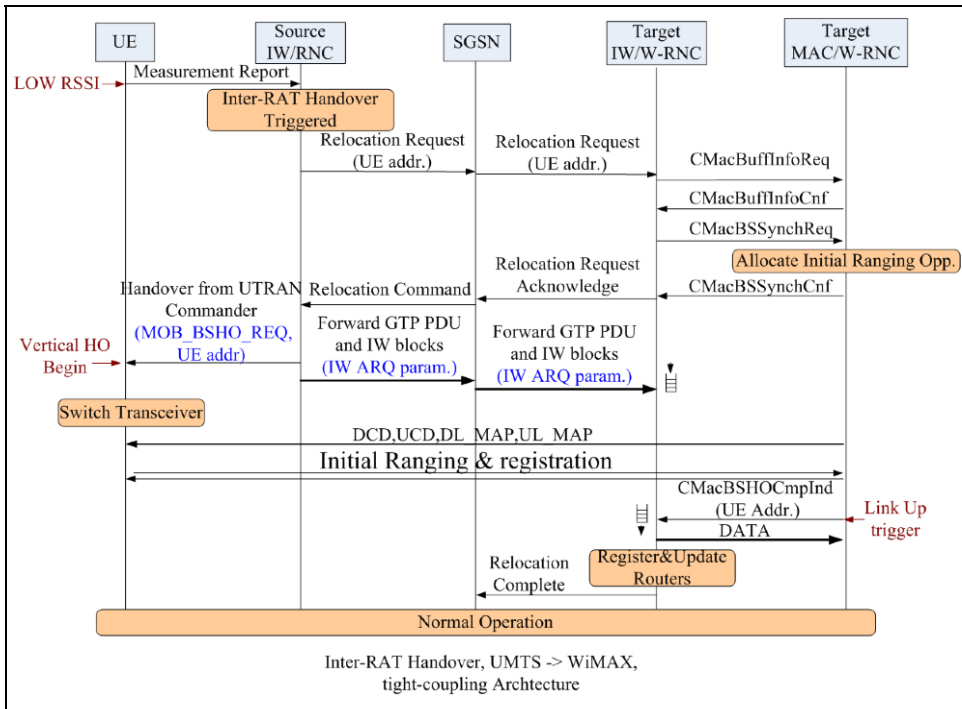 UE
Source
IW/RNC
SGSN
Target
IW/W-RNC
Target
MAC/W-RNC
LOW RSSI
Measurement Report
Inter-RAT Handover
Triggered
Relocation Request
(UE addr.)
Relocation Request
(UE addr.)
CMacBuffInfoReq
CMacBuffInfoCnf
CMacBSSynchReq
Allocate Initial Ranging Opp.
CMacBSSynchCnf
Relocation Request
Acknowledge
Relocation Command
Handover from UTRAN
Commander
(MOB_BSHO_REQ,
UE addr)
Vertical HO
Begin
Forward GTP PDU
and IW blocks
(IW ARQ param.)
Forward GTP PDU
and IW blocks
(IW ARQ param.)
Switch Transceiver
DCD,UCD,DL_MAP,UL_MAP
Initial Ranging & registration
CMacBSHOCmpInd
(UE Addr.)
Link Up
trigger
DATA
Register&Update
Routers
Relocation
Complete
Normal Operation
Inter-RAT Handover, UMTS -> WiMAX,
tight-coupling Archtecture